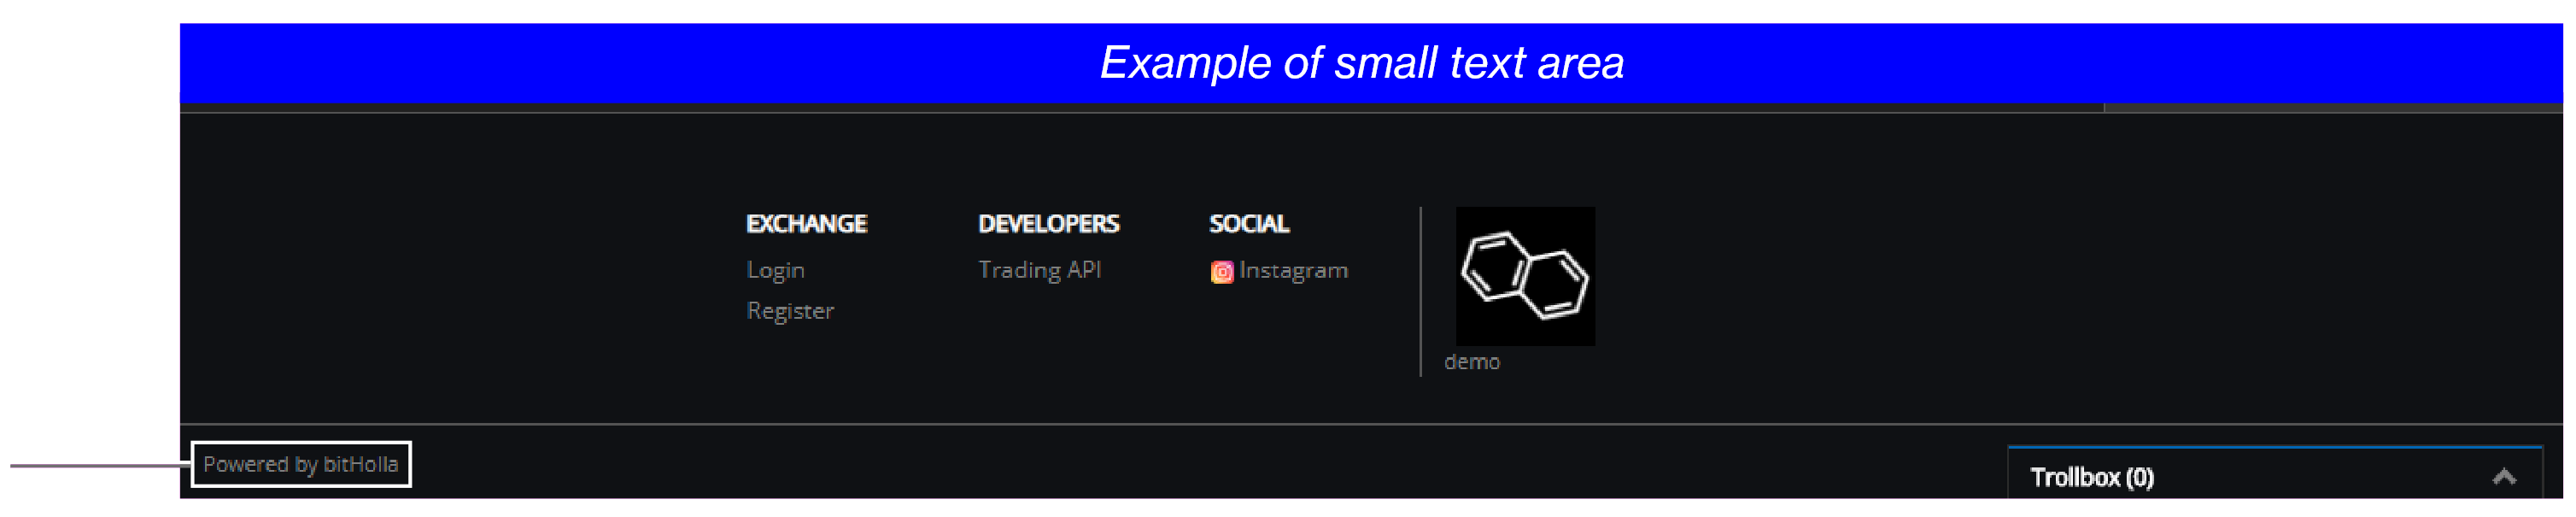 Example of small text area
EXCHANGE
Login
Register
DEVELOPERS
Trading API
SOCIAL
Instagram
demo
Powered by bitHolla
Trollbox (0)